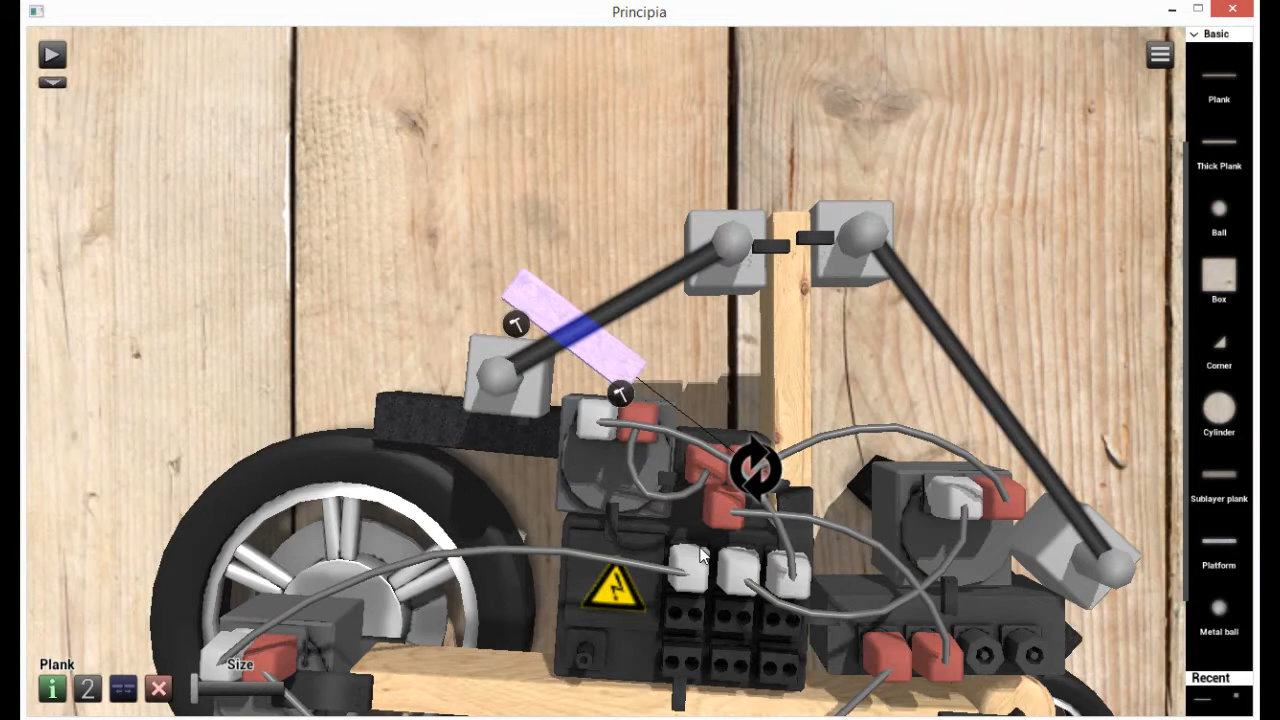 Principia
Basic
Plank
Thick Plank
Ball
Box
Corner
Cylinder
Sublayer plank
Platform
Metal ball
Recent
Plank
Size
i
2